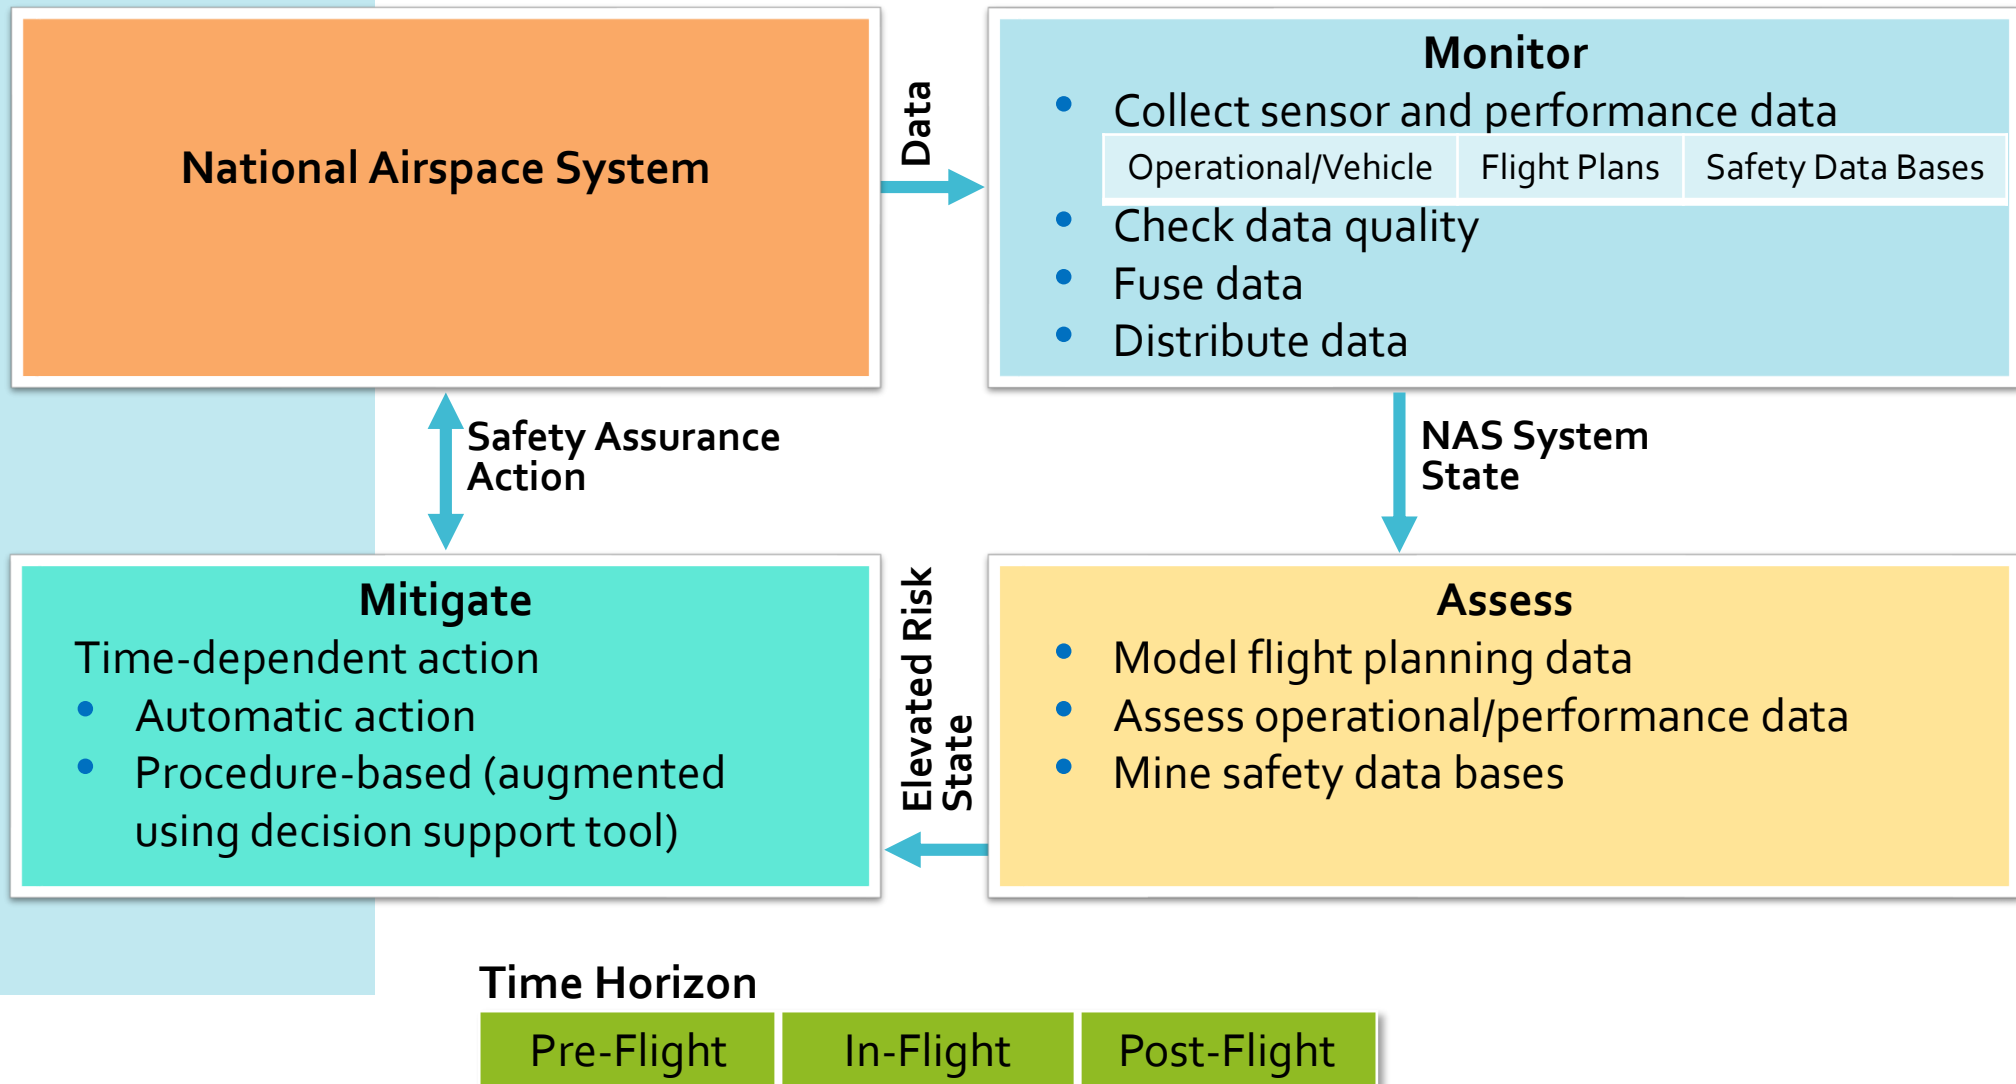 National Airspace System
Data
Monitor
• Collect sensor and performance data
Operational/Vehicle
Flight Plans
Safety Data Bases
• Check data quality
• Fuse data
• Distribute data
Safety Assurance
Action
NAS System
State
Mitigate
Time-dependent action
• Automatic action
• Procedure-based (augmented
using decision support tool)
Elevated Risk
State
Assess
• Model flight planning data
• Assess operational/performance data
• Mine safety data bases
Time Horizon
Pre-Flight
In-Flight
Post-Flight